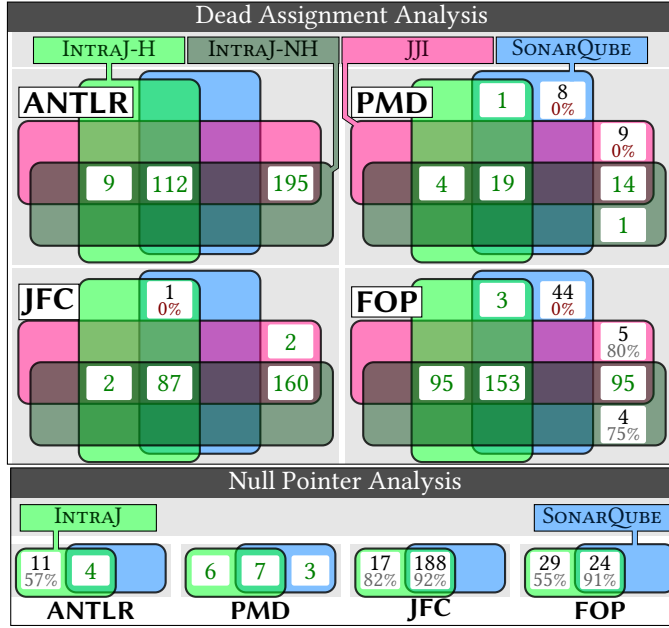 Dead Assignment Analysis
INTRAJ-H INTRAJ-NH JJI SONARQUBE
ANTLR
9 112 195
PMD
1 8
0%
9
0%
4 19 14
1
JFC
1
0%
2
2 87 160
FOP
3 44
0%
5
80%
95 153 95
4
75%
Null Pointer Analysis
INTRAJ SONARQUBE
11
57%
4
ANTLR
6 7 3
PMD
17 188
82% 92%
JFC
29 24
55% 91%
FOP